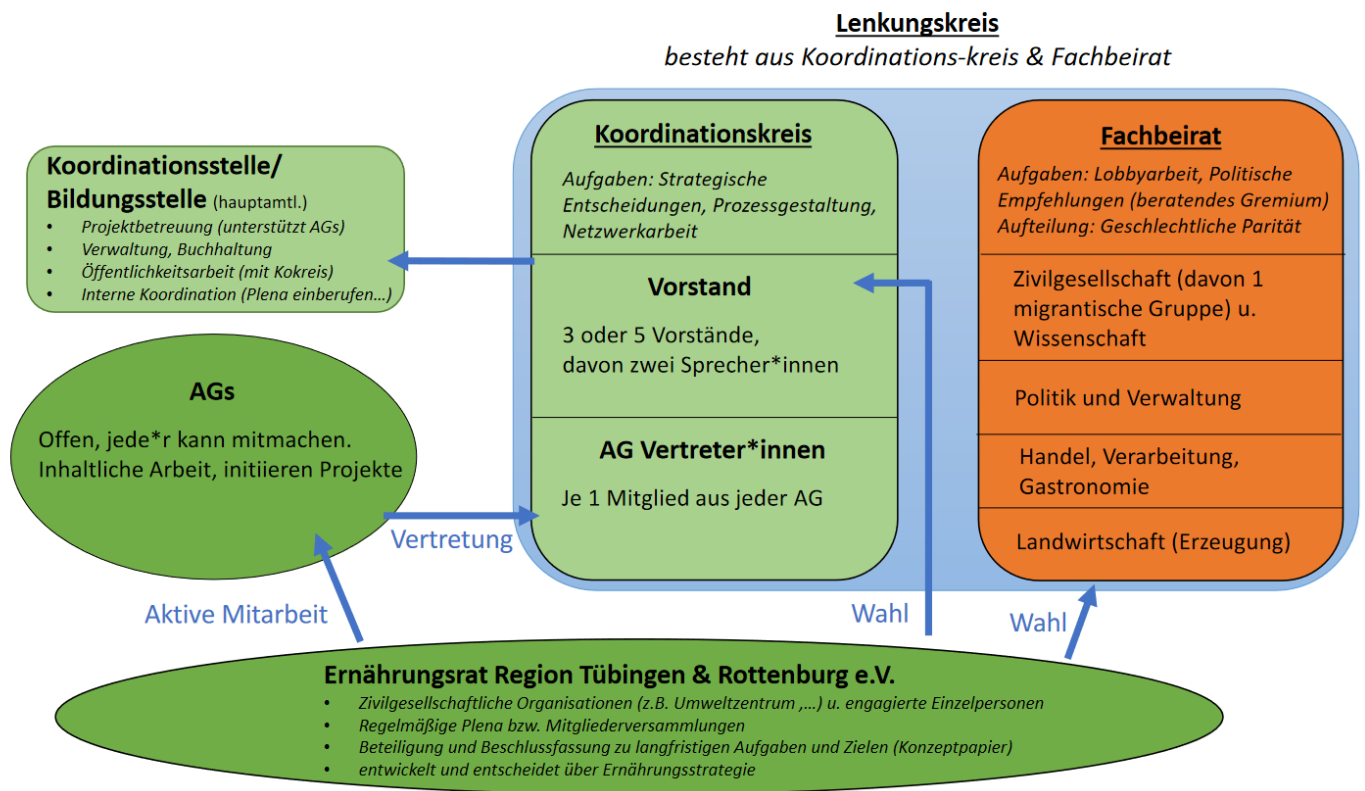 Lenkungskreis
besteht aus Koordinations-kreis & Fachbeirat
Koordinationsstelle/
Bildungsstelle (hauptamtl.)
• Projektbetreuung (unterstützt AGs)
• Verwaltung, Buchhaltung
• Öffentlichkeitsarbeit (mit Kokreis)
• Interne Koordination (Plena einberufen…)
Koordinationskreis
Aufgaben: Strategische
Entscheidungen, Prozessgestaltung,
Netzwerkarbeit
Vorstand
3 oder 5 Vorstände,
davon zwei Sprecher*innen
AG Vertreter*innen
Je 1 Mitglied aus jeder AG
Fachbeirat
Aufgaben: Lobbyarbeit, Politische
Empfehlungen (beratendes Gremium)
Aufteilung: Geschlechtliche Parität
Zivilgesellschaft (davon 1
migrantische Gruppe) u.
Wissenschaft
Politik und Verwaltung
Handel, Verarbeitung,
Gastronomie
Landwirtschaft (Erzeugung)
AGs
Offen, jede*r kann mitmachen.
Inhaltliche Arbeit, initiieren Projekte
Vertretung
Aktive Mitarbeit
Wahl
Wahl
Ernährungsrat Region Tübingen & Rottenburg e.V.
• Zivilgesellschaftliche Organisationen (z.B. Umweltzentrum ,…) u. engagierte Einzelpersonen
• Regelmäßige Plena bzw. Mitgliederversammlungen
• Beteiligung und Beschlussfassung zu langfristigen Aufgaben und Zielen (Konzeptpapier)
• entwickelt und entscheidet über Ernährungsstrategie